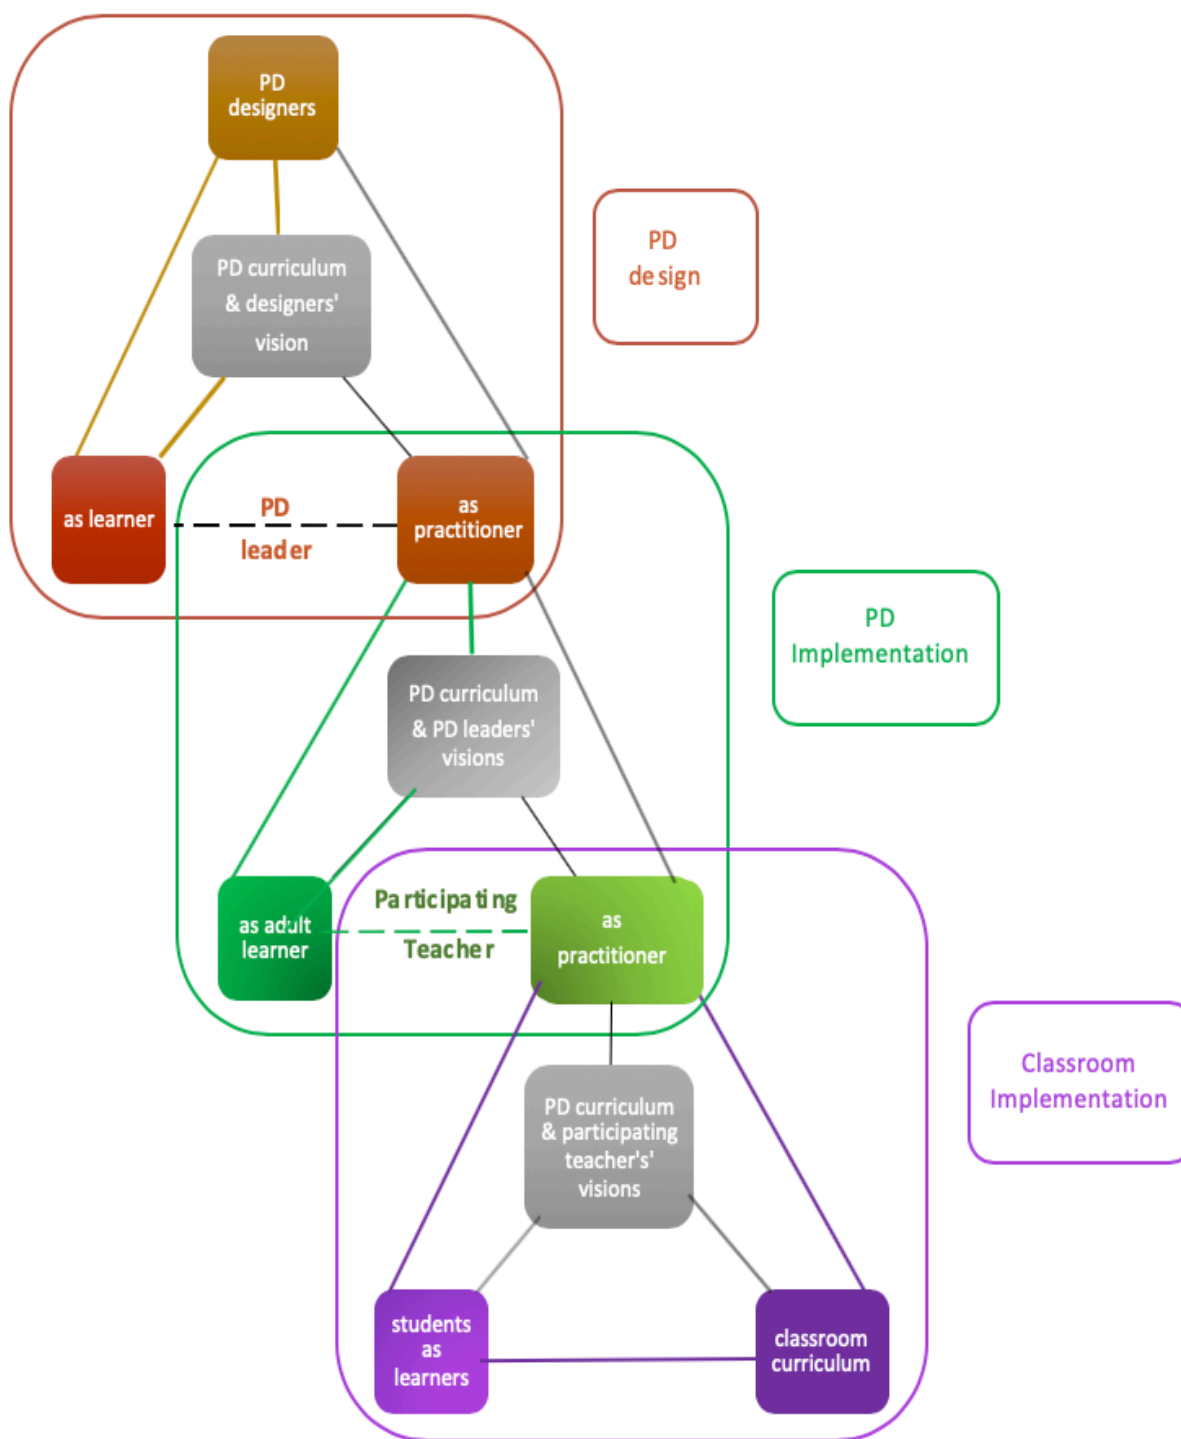 PD
designers
PD curriculum
& designers'
vision
PD
de sign
as learner
PD
leader
as
practitioner
PD
Implementation
PD curriculum
& PD leaders'
visions
as adult
learner
Participating
Teacher
as
practitioner
Classroom
Implementation
PD curriculum
& participating
teacher's'
visions
students
as
learners
classroom
curriculum